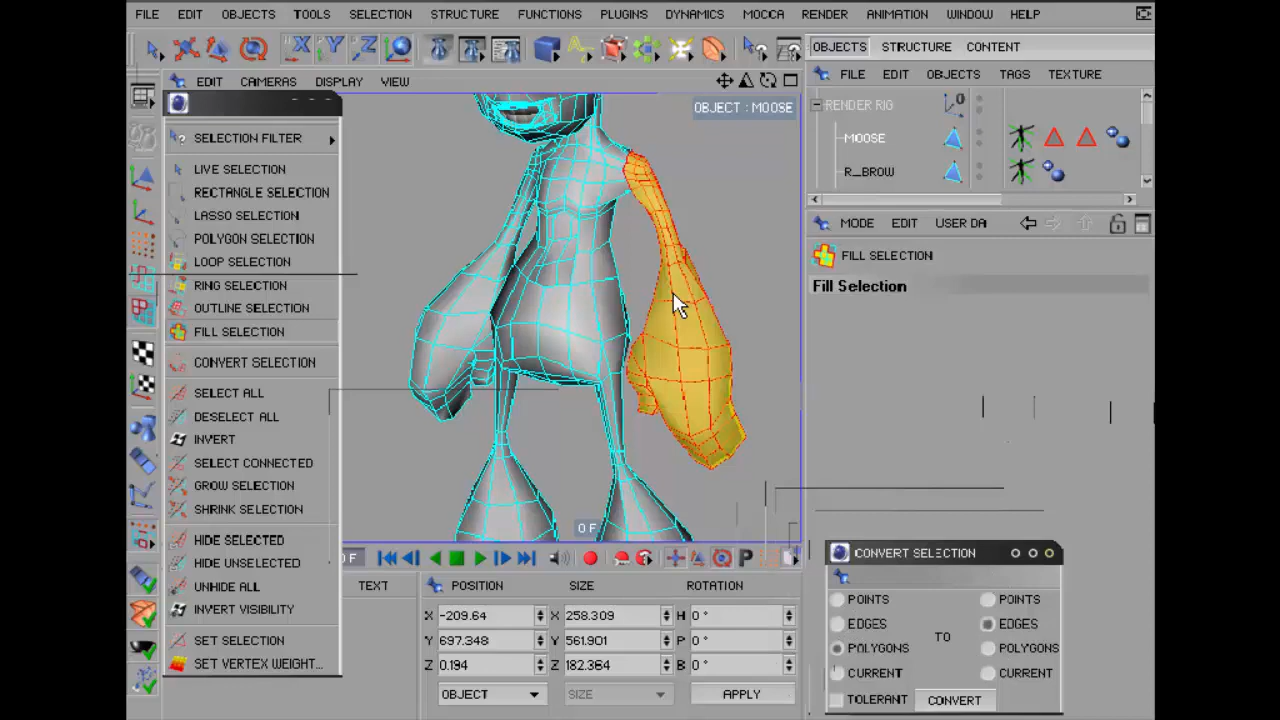 FILE EDIT OBJECTS TOOLS SELECTION STRUCTURE FUNCTIONS PLUGINS DYNAMICS MOCCA RENDER ANIMATION WINDOW HELP
OBJECTS STRUCTURE CONTENT
EDIT CAMERAS DISPLAY VIEW
FILE EDIT OBJECTS TAGS TEXTURE
OBJECT : MOOSE
RENDER RIG
MOOSE
R_BROW
SELECTION FILTER
LIVE SELECTION
RECTANGLE SELECTION
LASSO SELECTION
POLYGON SELECTION
LOOP SELECTION
RING SELECTION
OUTLINE SELECTION
FILL SELECTION
CONVERT SELECTION
SELECT ALL
DESELECT ALL
INVERT
SELECT CONNECTED
GROW SELECTION
SHRINK SELECTION
HIDE SELECTED
HIDE UNSELECTED
UNHIDE ALL
INVERT VISIBILITY
SET SELECTION
SET VERTEX WEIGHT...
MODE EDIT USER DA
FILL SELECTION
Fill Selection
0 F
0 F
P
TEXT
POSITION SIZE ROTATION
X -209.64 X 258.309 H 0 °
Y 697.348 Y 561.901 P 0 °
Z 0.194 Z 182.364 B 0 °
OBJECT SIZE APPLY
CONVERT SELECTION
POINTS POINTS
EDGES EDGES
TO
POLYGONS POLYGONS
CURRENT CURRENT
TOLERANT CONVERT